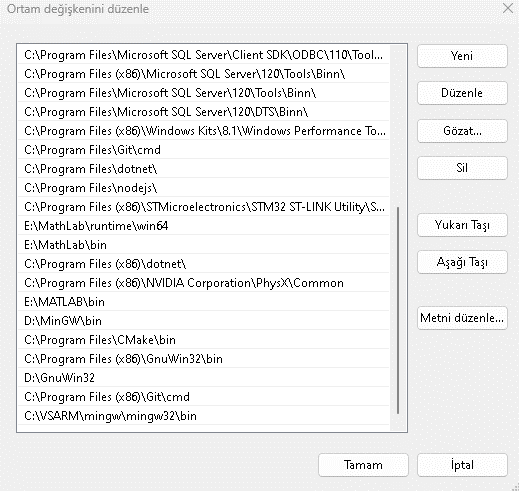 Ortam değişkenini düzenle
C:\Program Files\Microsoft SQL Server\Client SDK\ODBC\110\Tool...
C:\Program Files (x86)\Microsoft SQL Server\120\Tools\Binn\
C:\Program Files\Microsoft SQL Server\120\Tools\Binn\
C:\Program Files\Microsoft SQL Server\120\DTS\Binn\
C:\Program Files (x86)\Windows Kits\8.1\Windows Performance To...
C:\Program Files\Git\cmd
C:\Program Files\dotnet\
C:\Program Files\nodejs\
C:\Program Files (x86)\STMicroelectronics\STM32 ST-LINK Utility\S...
E:\MathLab\runtime\win64
E:\MathLab\bin
C:\Program Files (x86)\dotnet\
C:\Program Files (x86)\NVIDIA Corporation\PhysX\Common
E:\MATLAB\bin
D:\MinGW\bin
C:\Program Files\CMake\bin
C:\Program Files (x86)\GnuWin32\bin
D:\GnuWin32
C:\Program Files (x86)\Git\cmd
C:\VSARM\mingw\mingw32\bin
Yeni
Düzenle
Gözat...
Sil
Yukarı Taşı
Aşağı Taşı
Metni düzenle...
Tamam
İptal